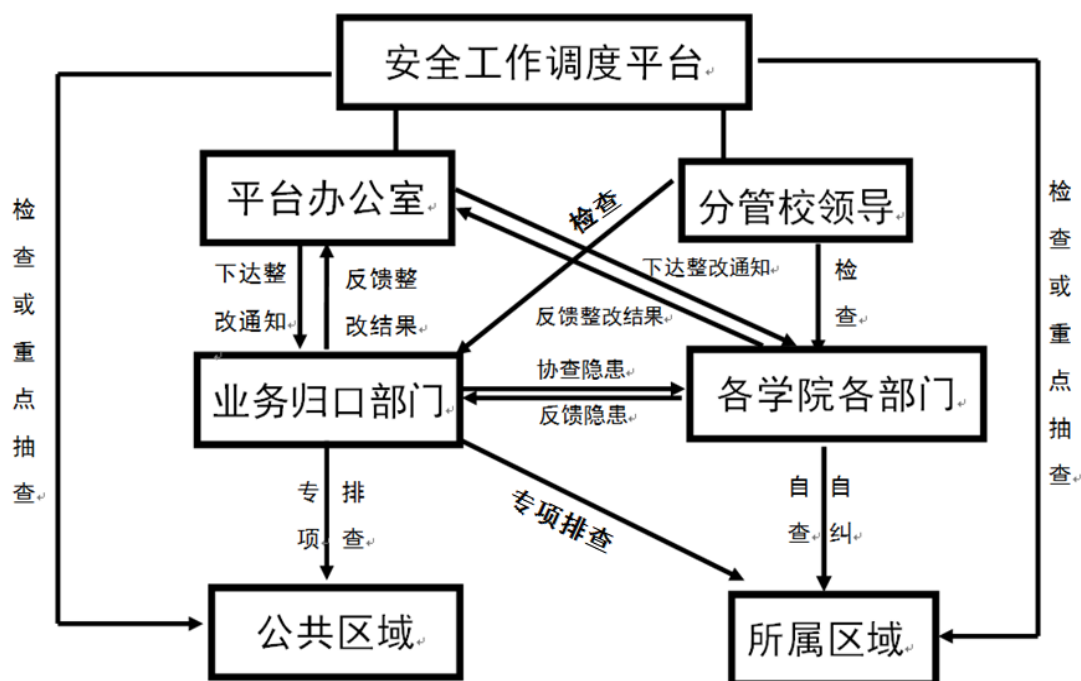 安全工作调度平台
平台办公室
分管校领导
检查或重点抽查
检查或重点抽查
检查
下达整
改通知
反馈整
改结果
下达整改通知
反馈整改结果
检查
业务归口部门
协查隐患
反馈隐患
各学院各部门
专项
排查
专项排查
自查
自纠
公共区域
所属区域